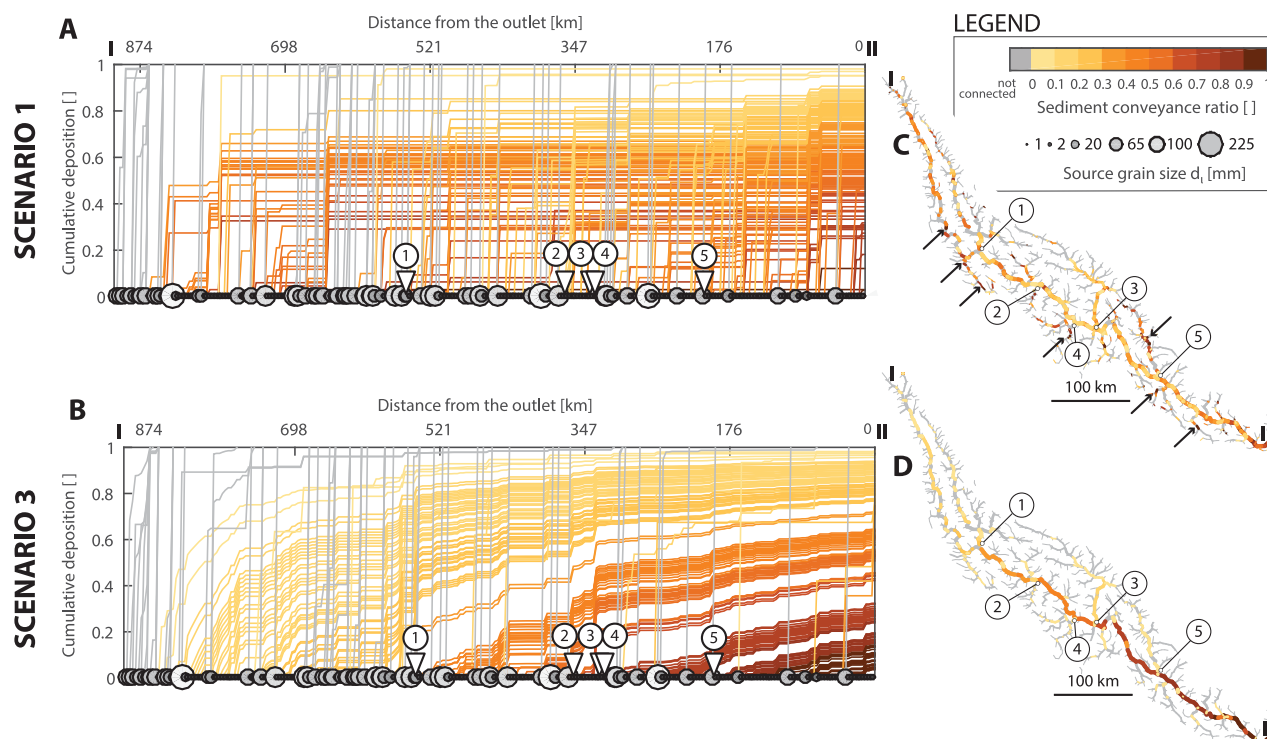 A
Distance from the outlet [km]
I 874 698 521 347 176 0 II
SCENARIO 1
Cumulative deposition [ ]
1
0.8
0.6
0.4
0.2
0
1 2 3 4 5
LEGEND
not connected
0 0.1 0.2 0.3 0.4 0.5 0.6 0.7 0.8 0.9 1
Sediment conveyance ratio [ ]
1 2 20 65 100 225
Source grain size dᵢ [mm]
C
I
1
2
3
4
5
100 km
I
B
Distance from the outlet [km]
I 874 698 521 347 176 0 II
SCENARIO 3
Cumulative deposition [ ]
1
0.8
0.6
0.4
0.2
0
1 2 3 4 5
D
I
1
2
3
4
5
100 km
I